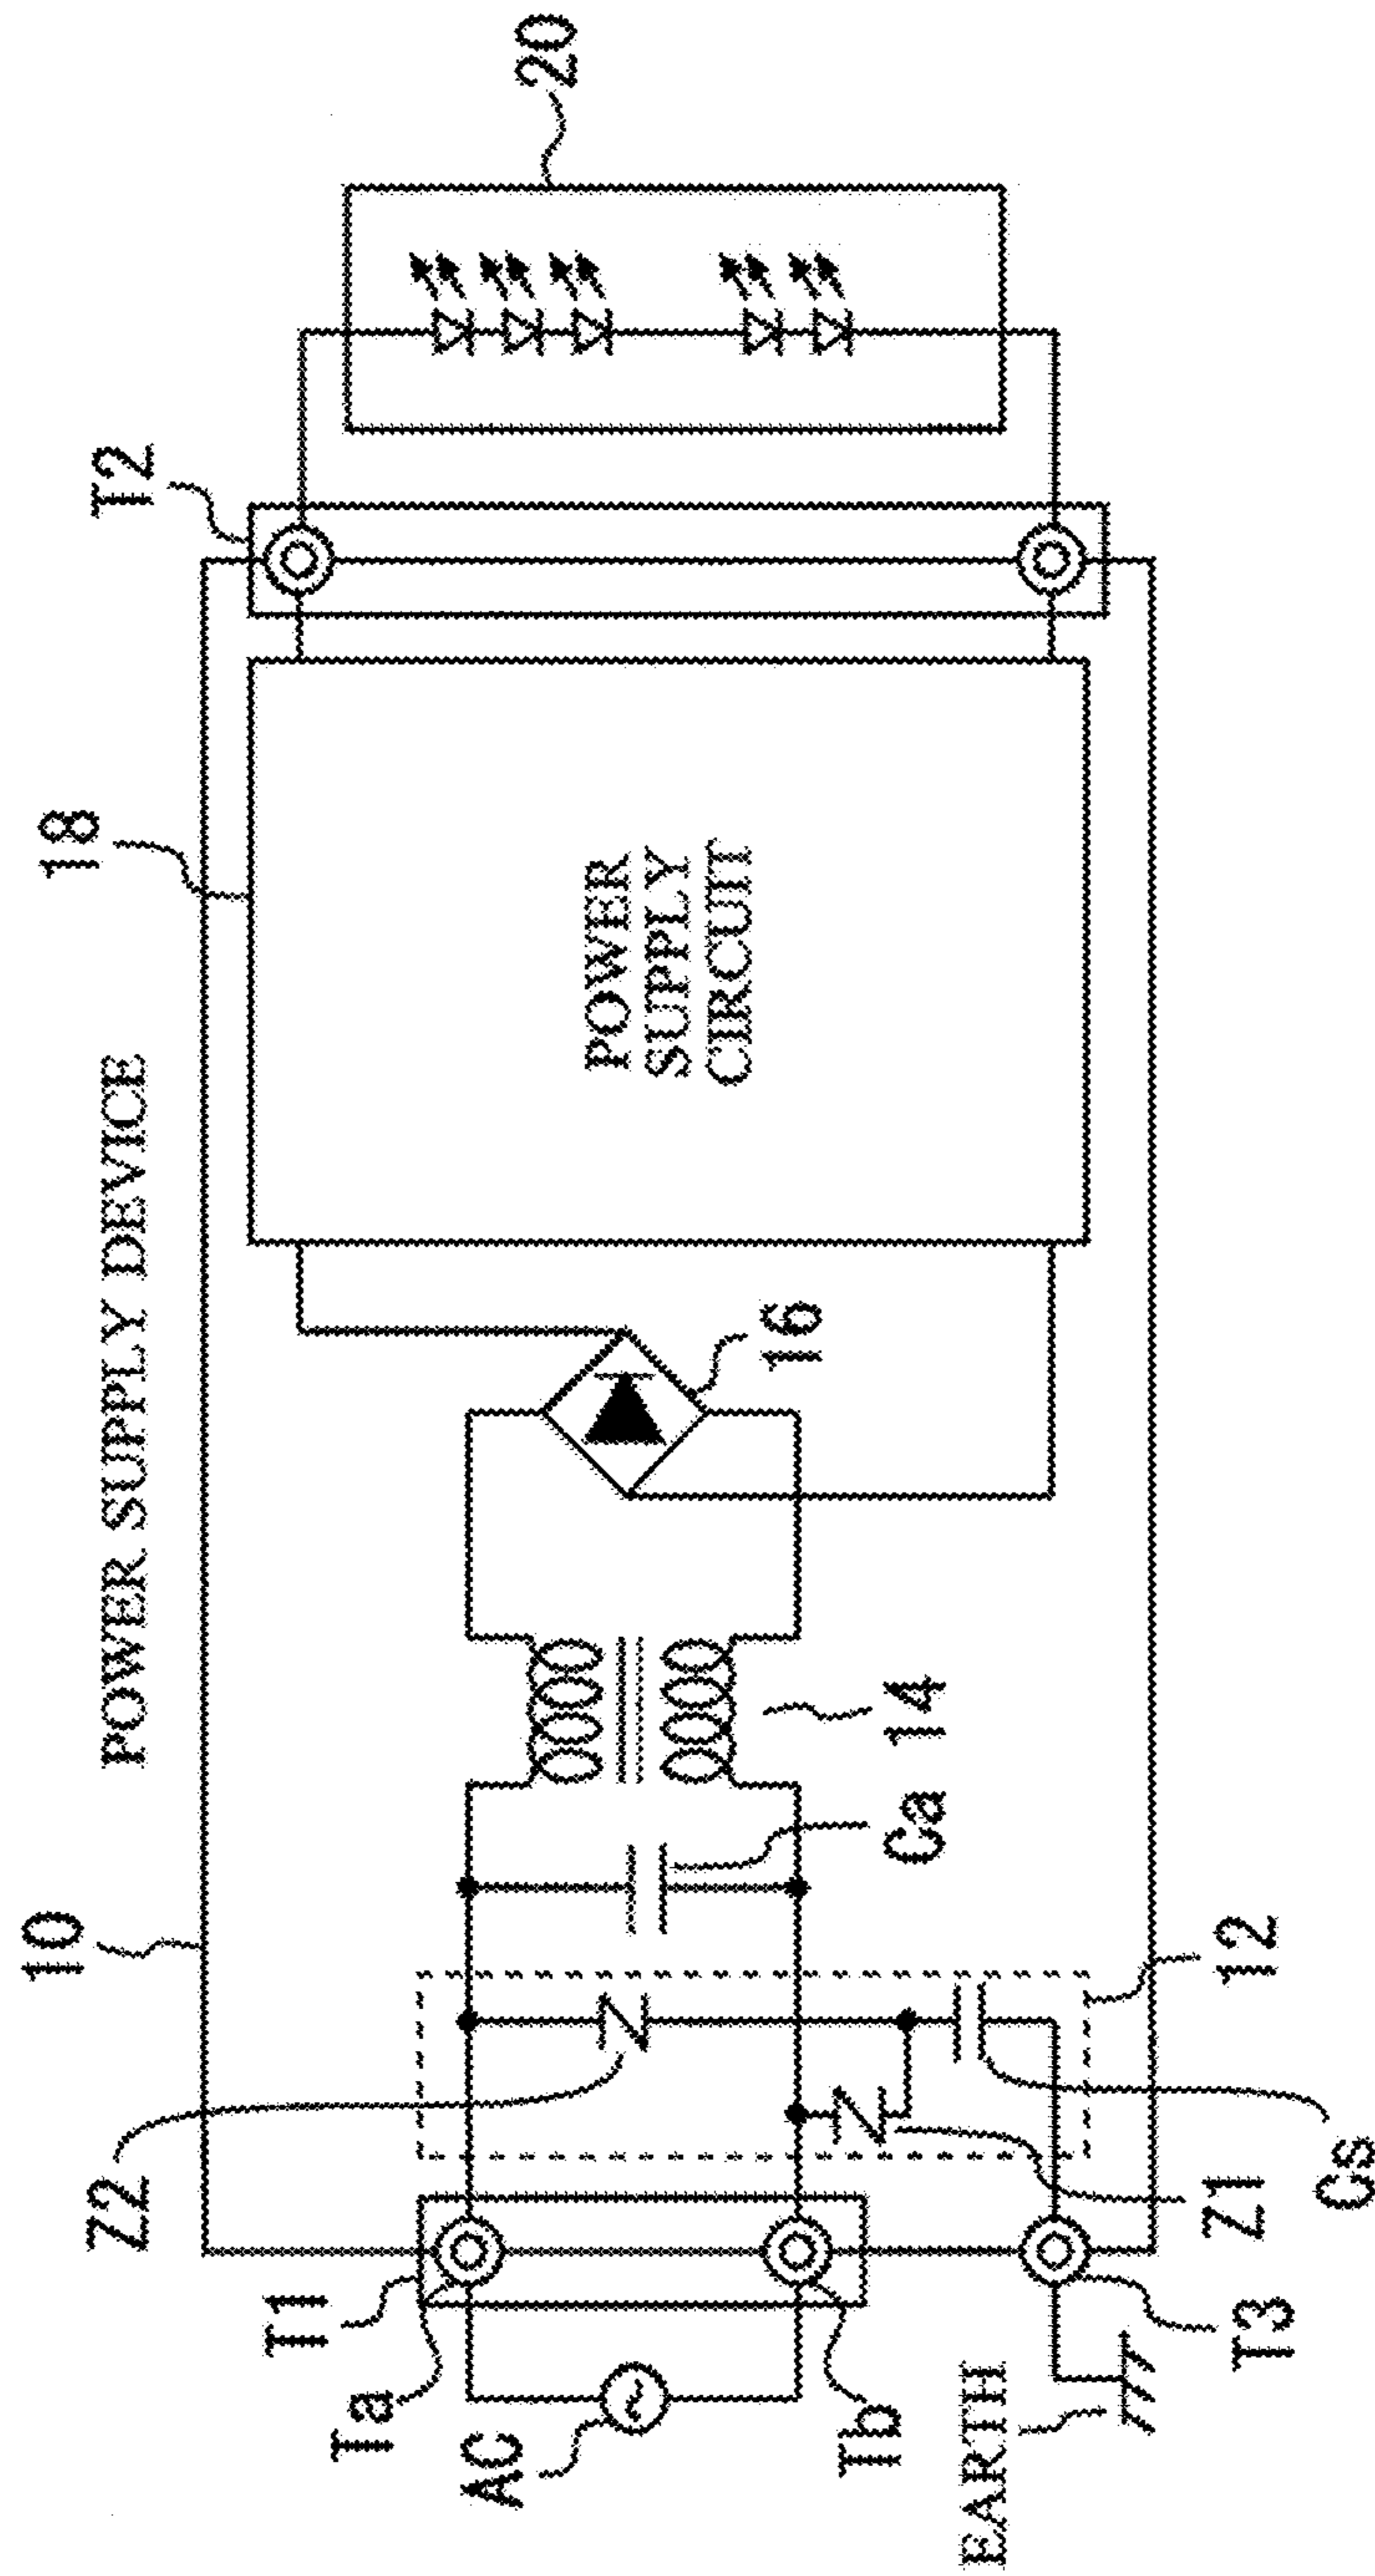 POWER SUPPLY DEVICE
10
18
T2
20
Z2
T1
Ta
AC
Tb
EARTH
T3
Z1
Cs
12
Ca
14
16
POWER
SUPPLY
CIRCUIT